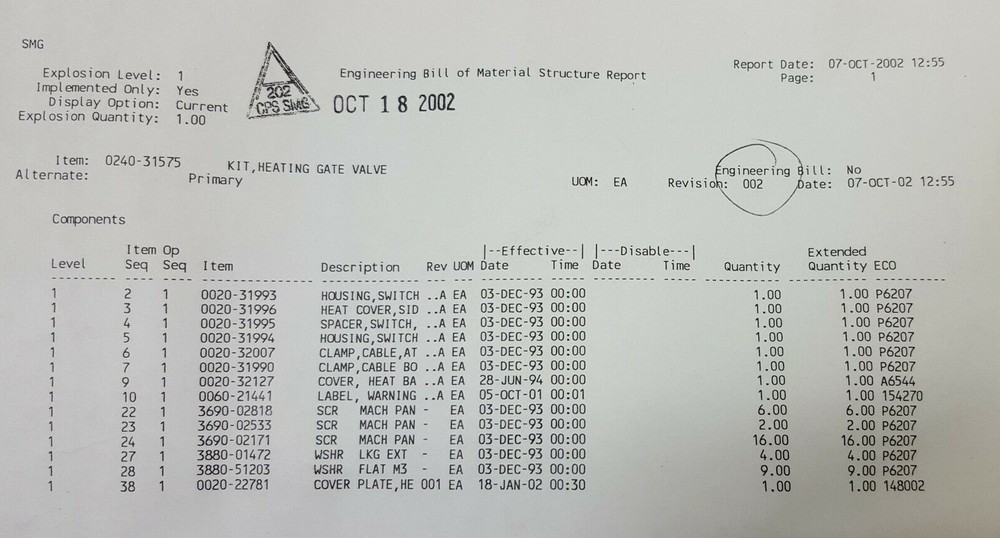 SMG
Explosion Level: 1
Implemented Only: Yes
Display Option: Current
Explosion Quantity: 1.00
202
CPS SMG
Engineering Bill of Material Structure Report
OCT 18 2002
Report Date: 07-OCT-2002 12:55
Page: 1
Item: 0240-31575 KIT,HEATING GATE VALVE
Alternate: Primary
UOM: EA
Engineering Bill: No
Revision: 002 Date: 07-OCT-02 12:55
Components
Item Op |--Effective--| |---Disable---| Extended
Level Seq Seq Item Description Rev UOM Date Time Date Time Quantity Quantity ECO
1 2 1 0020-31993 HOUSING,SWITCH ..A EA 03-DEC-93 00:00 1.00 1.00 P6207
1 3 1 0020-31996 HEAT COVER,SID ..A EA 03-DEC-93 00:00 1.00 1.00 P6207
1 4 1 0020-31995 SPACER,SWITCH, ..A EA 03-DEC-93 00:00 1.00 1.00 P6207
1 5 1 0020-31994 HOUSING,SWITCH ..A EA 03-DEC-93 00:00 1.00 1.00 P6207
1 6 1 0020-32007 CLAMP,CABLE,AT ..A EA 03-DEC-93 00:00 1.00 1.00 P6207
1 7 1 0020-31990 CLAMP,CABLE BO ..A EA 03-DEC-93 00:00 1.00 1.00 P6207
1 9 1 0020-32127 COVER, HEAT BA ..A EA 28-JUN-94 00:00 1.00 1.00 A6544
1 10 1 0060-21441 LABEL, WARNING ..A EA 05-OCT-01 00:01 1.00 1.00 154270
1 22 1 3690-02818 SCR MACH PAN - EA 03-DEC-93 00:00 6.00 6.00 P6207
1 23 1 3690-02533 SCR MACH PAN - EA 03-DEC-93 00:00 2.00 2.00 P6207
1 24 1 3690-02171 SCR MACH PAN - EA 03-DEC-93 00:00 16.00 16.00 P6207
1 27 1 3880-01472 WSHR LKG EXT - EA 03-DEC-93 00:00 4.00 4.00 P6207
1 28 1 3880-51203 WSHR FLAT M3 - EA 03-DEC-93 00:00 9.00 9.00 P6207
1 38 1 0020-22781 COVER PLATE,HE 001 EA 18-JAN-02 00:30 1.00 1.00 148002